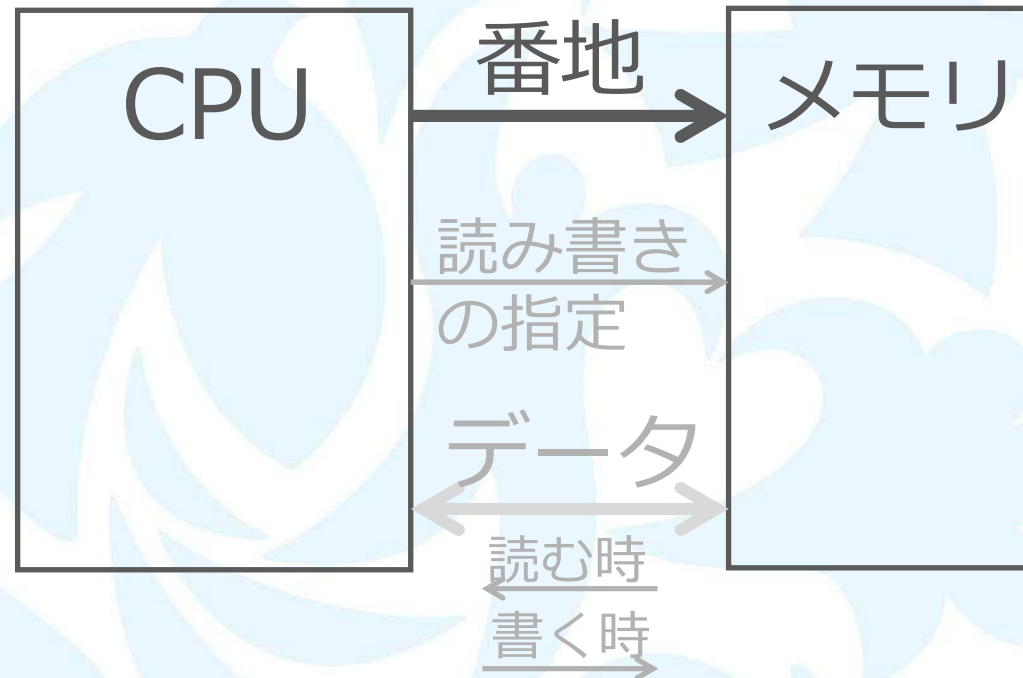 CPU
番地
メモリ
読み書き
の指定
データ
読む時
書く時